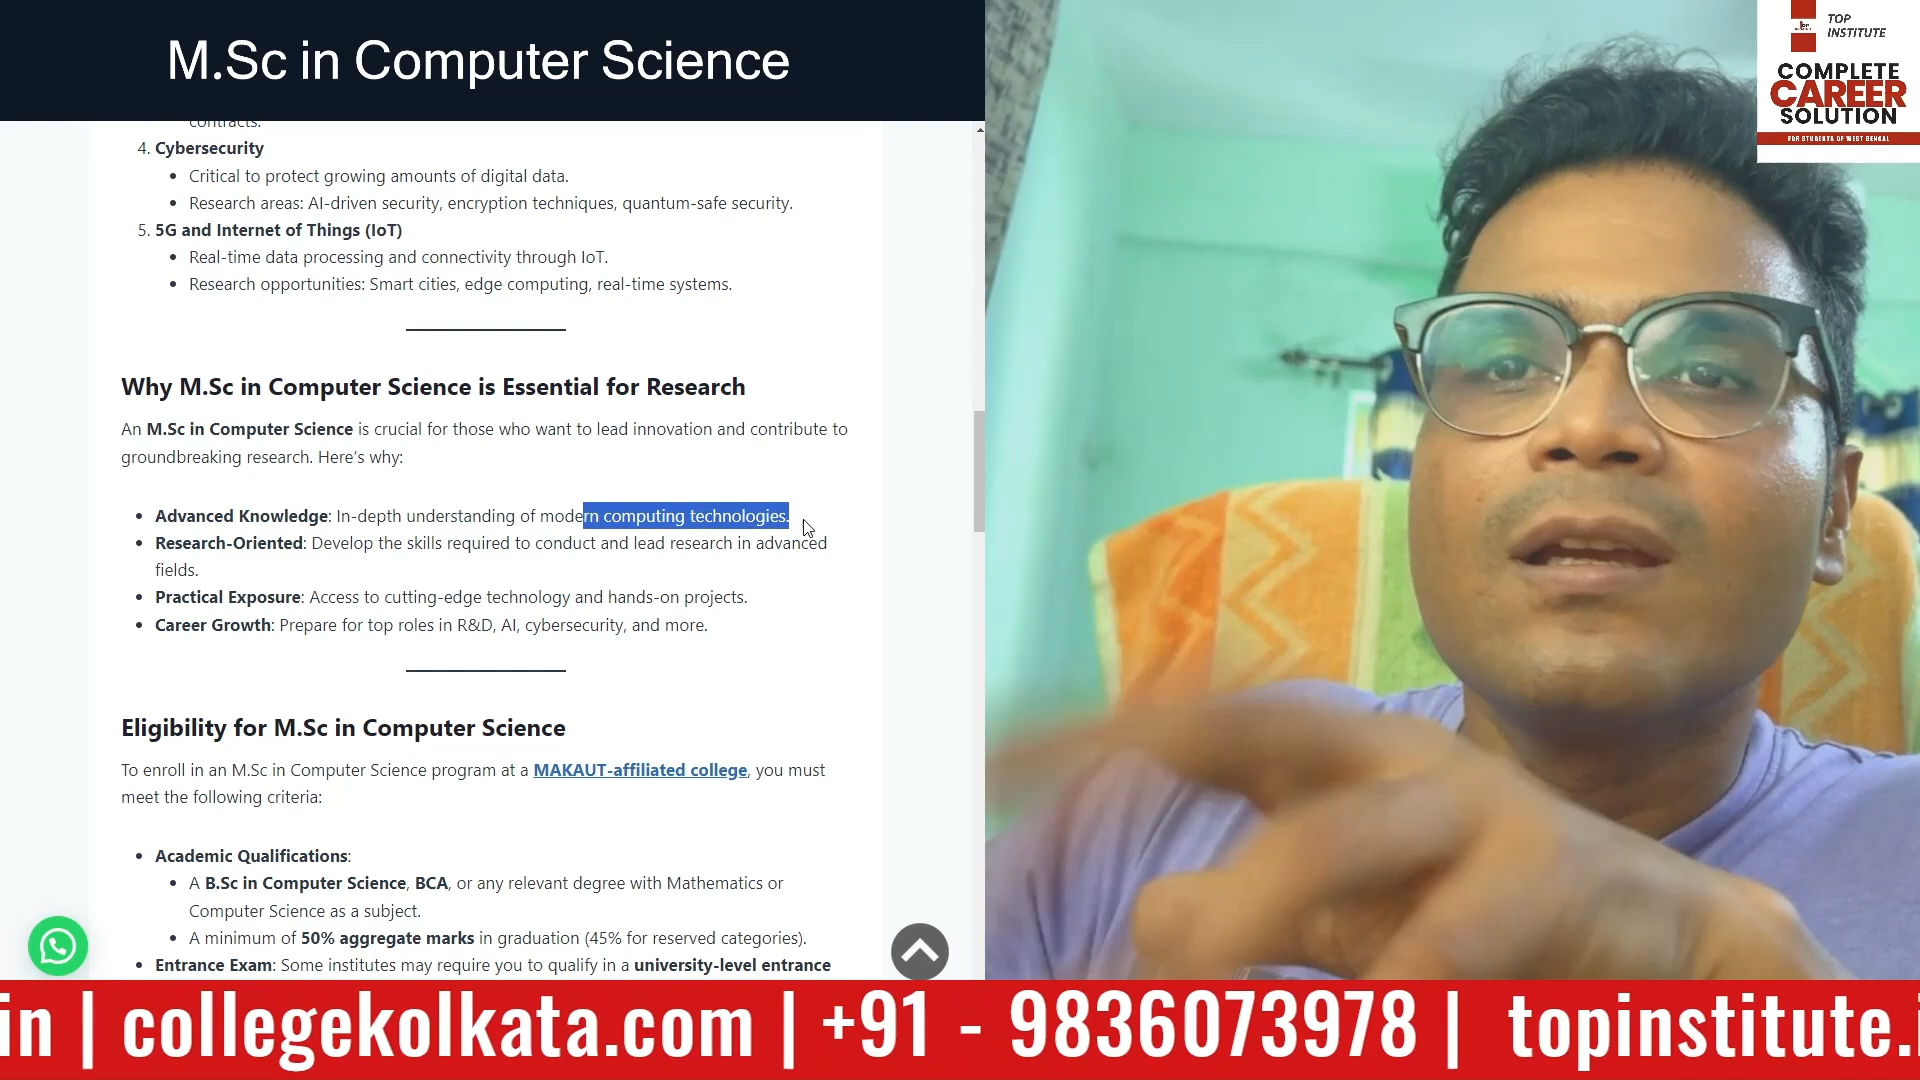 M.Sc in Computer Science
contracts.
4. Cybersecurity
• Critical to protect growing amounts of digital data.
• Research areas: AI-driven security, encryption techniques, quantum-safe security.
5. 5G and Internet of Things (IoT)
• Real-time data processing and connectivity through IoT.
• Research opportunities: Smart cities, edge computing, real-time systems.
Why M.Sc in Computer Science is Essential for Research
An M.Sc in Computer Science is crucial for those who want to lead innovation and contribute to
groundbreaking research. Here’s why:
• Advanced Knowledge: In-depth understanding of modern computing technologies.
• Research-Oriented: Develop the skills required to conduct and lead research in advanced
fields.
• Practical Exposure: Access to cutting-edge technology and hands-on projects.
• Career Growth: Prepare for top roles in R&D, AI, cybersecurity, and more.
Eligibility for M.Sc in Computer Science
To enroll in an M.Sc in Computer Science program at a MAKAUT-affiliated college, you must
meet the following criteria:
• Academic Qualifications:
• A B.Sc in Computer Science, BCA, or any relevant degree with Mathematics or
Computer Science as a subject.
• A minimum of 50% aggregate marks in graduation (45% for reserved categories).
• Entrance Exam: Some institutes may require you to qualify in a university-level entrance
TOP
INSTITUTE
COMPLETE
CAREER
SOLUTION
FOR STUDENTS OF WEST BENGAL
in | collegekolkata.com | +91 - 9836073978 | topinstitute.i